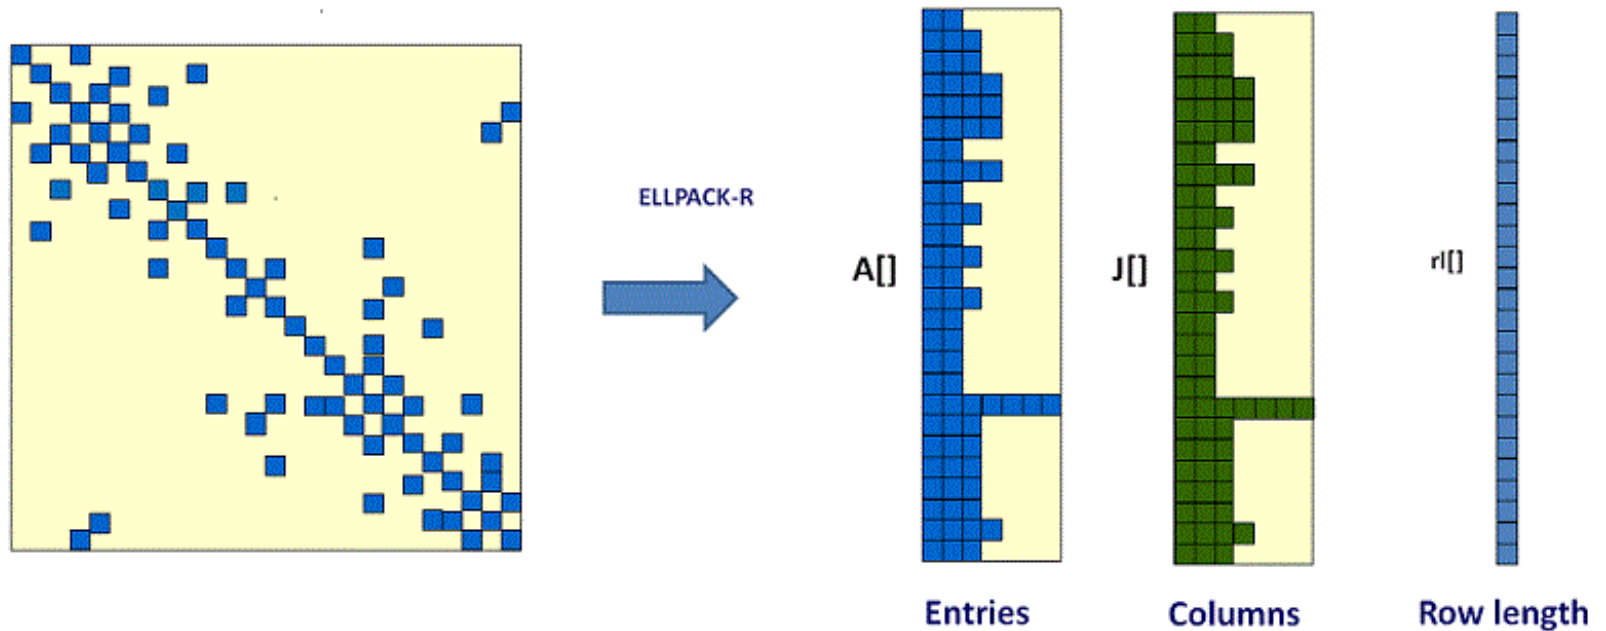 ELLPACK-R
A[]
J[]
rl[]
Entries
Columns
Row length